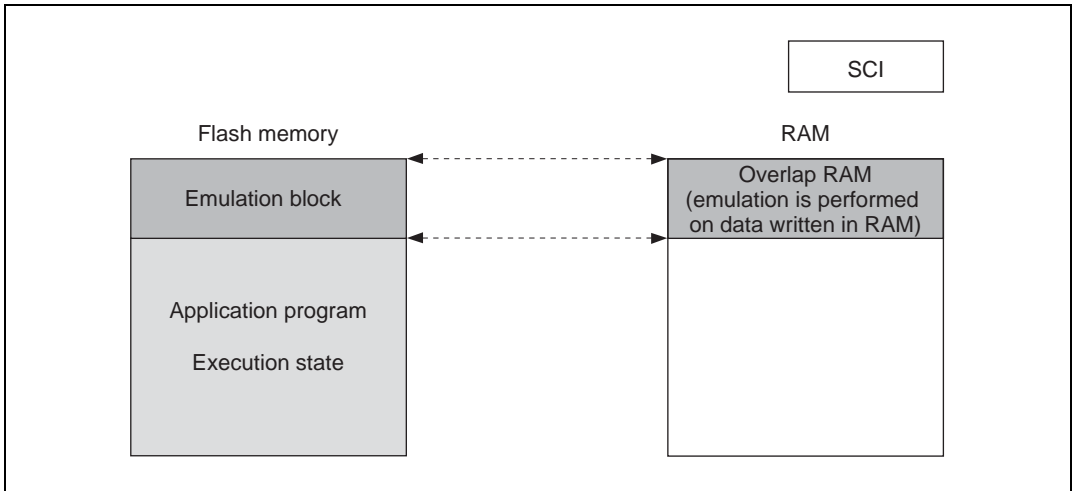 SCI
Flash memory
RAM
Emulation block
Overlap RAM
(emulation is performed
on data written in RAM)
Application program
Execution state